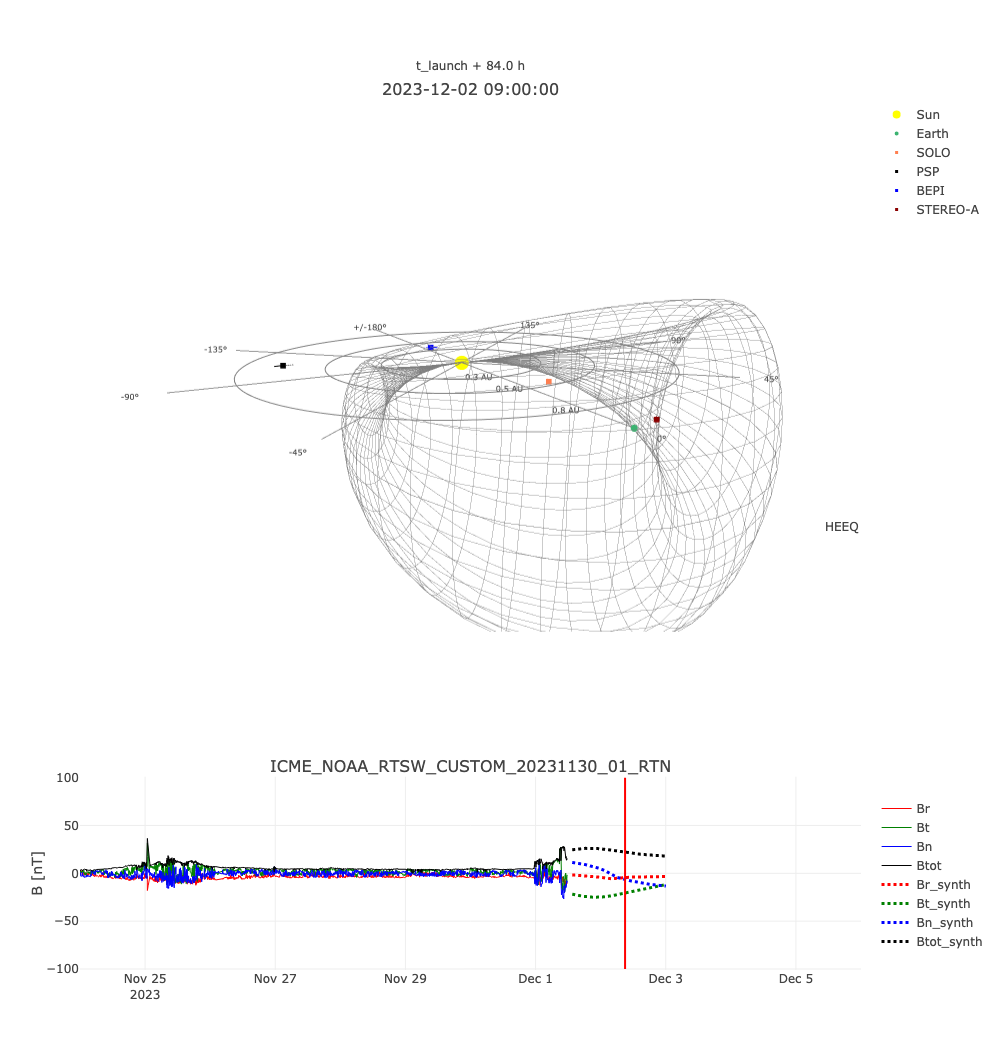 t_launch + 84.0 h
2023-12-02 09:00:00
Sun
Earth
SOLO
PSP
BEPI
STEREO-A
+/-180°
135°
-135°
90°
0.3 AU
45°
0.5 AU
-90°
0.8 AU
0°
-45°
HEEQ
ICME_NOAA_RTSW_CUSTOM_20231130_01_RTN
B [nT]
100
50
0
−50
−100
Nov 25
2023
Nov 27
Nov 29
Dec 1
Dec 3
Dec 5
Br
Bt
Bn
Btot
Br_synth
Bt_synth
Bn_synth
Btot_synth